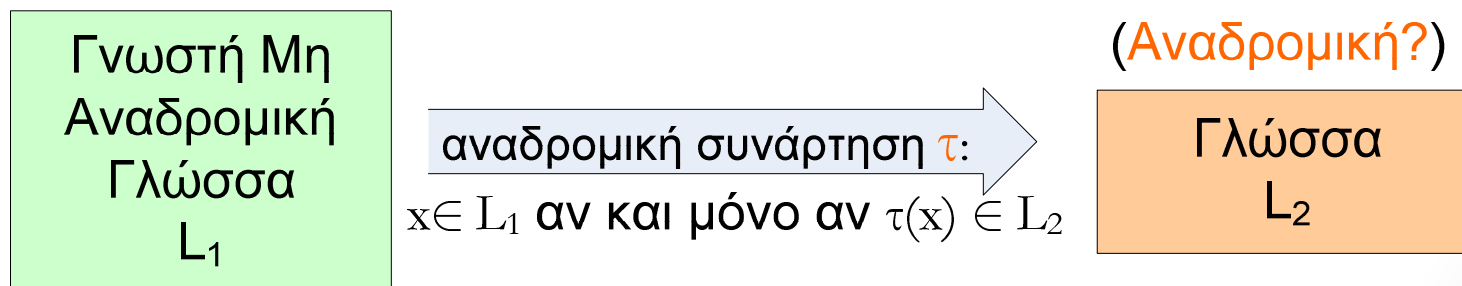 Γνωστή Μη
Αναδρομική
Γλώσσα
L₁
αναδρομική συνάρτηση τ:
x∈ L₁ αν και μόνο αν τ(x) ∈ L₂
(Αναδρομική?)
Γλώσσα
L₂